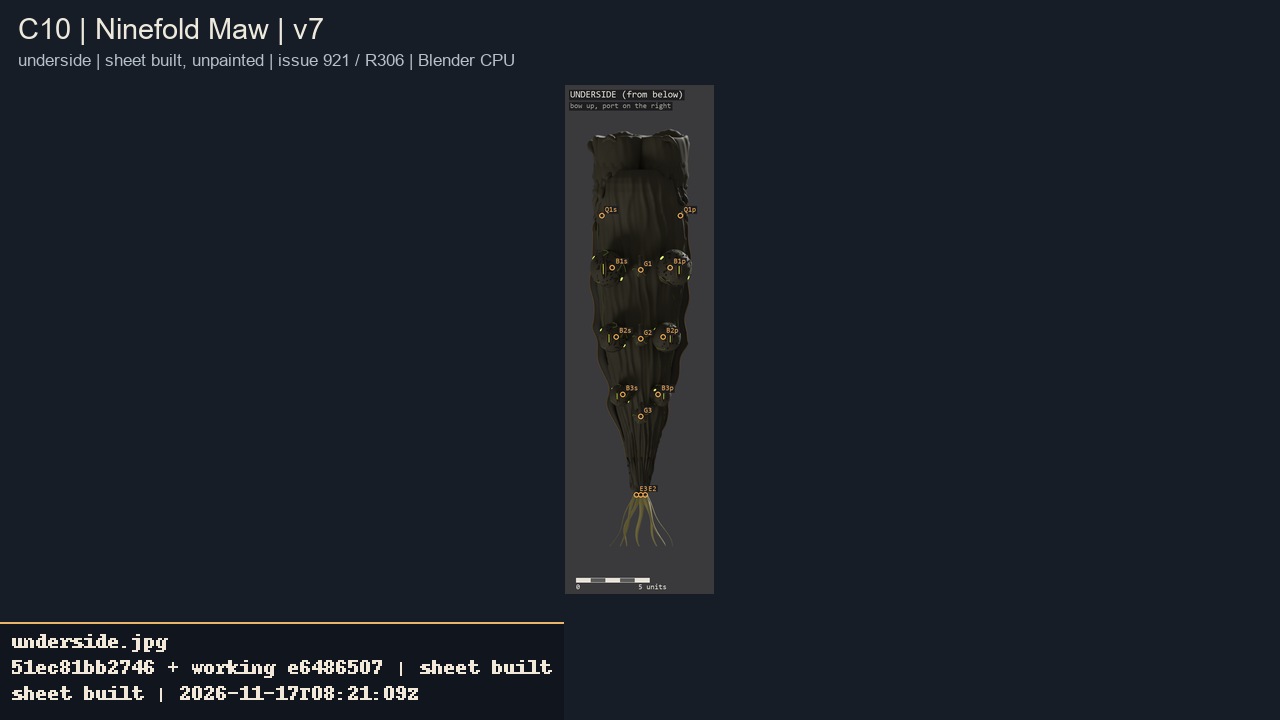 C10 | Ninefold Maw | v7
underside | sheet built, unpainted | issue 921 / R306 | Blender CPU
UNDERSIDE (from below)
bow up, port on the right
Q1s Q1p
B1s G1 B1p
B2s G2 B2p
B3s B3p
G3
E3 E2
0 5 units
underside.jpg
51ec81bb2746 + working e6486507 | sheet built
sheet built | 2026-11-17T08:21:09Z